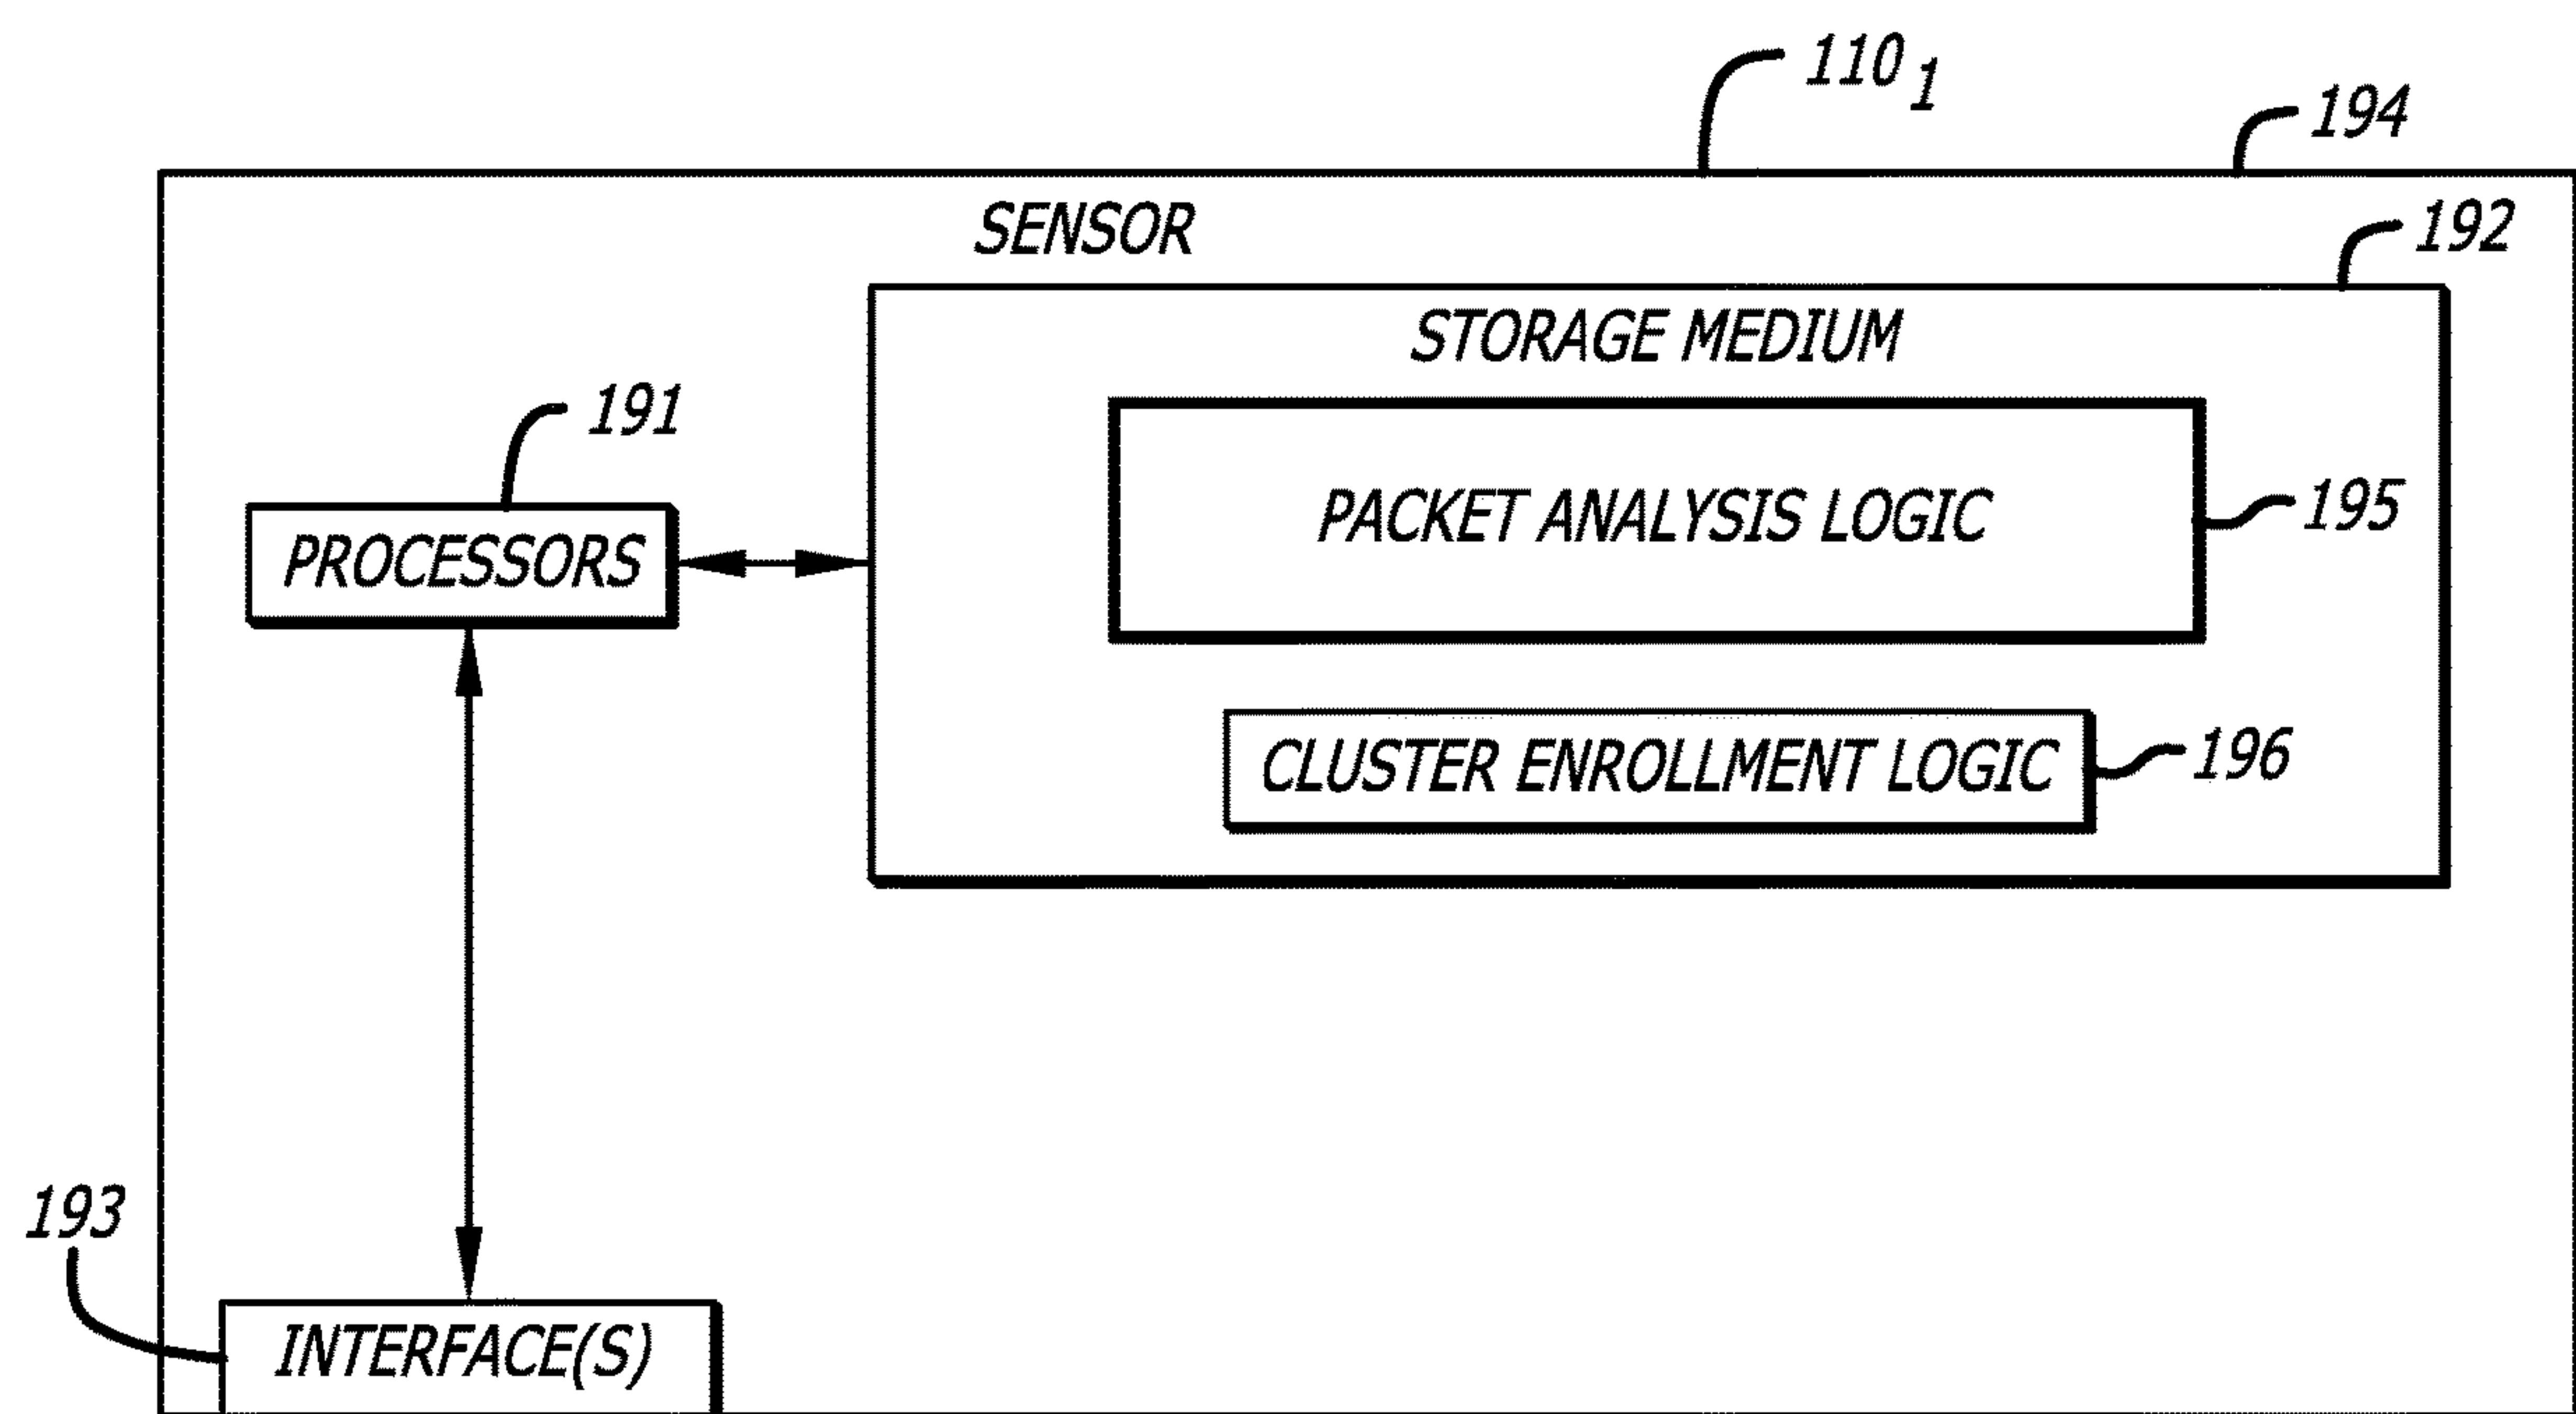 110 1
194
SENSOR
192
STORAGE MEDIUM
191
PACKET ANALYSIS LOGIC
195
PROCESSORS
CLUSTER ENROLLMENT LOGIC
196
193
INTERFACE(S)